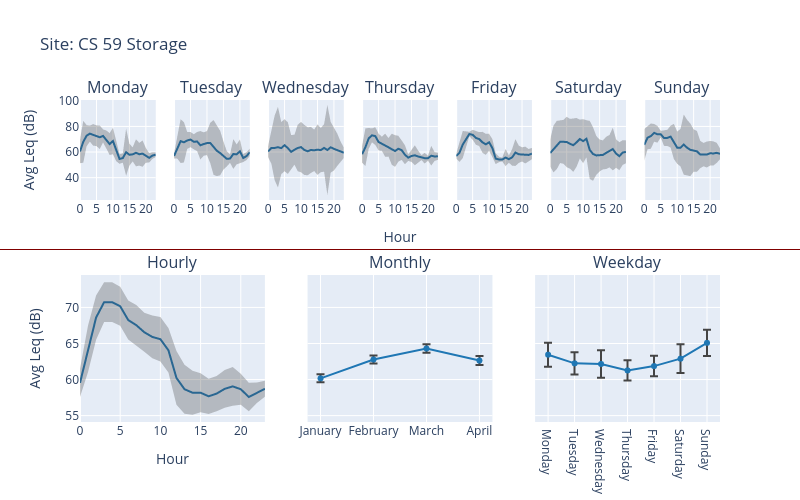 Site: CS 59 Storage
Monday Tuesday Wednesday Thursday Friday Saturday Sunday
Avg Leq (dB)
100
80
60
40
0 5 10 15 20 0 5 10 15 20 0 5 10 15 20 0 5 10 15 20 0 5 10 15 20 0 5 10 15 20 0 5 10 15 20
Hour
Hourly Monthly Weekday
Avg Leq (dB)
70
65
60
55
0 5 10 15 20
Hour
January February March April
Monday
Tuesday
Wednesday
Thursday
Friday
Saturday
Sunday